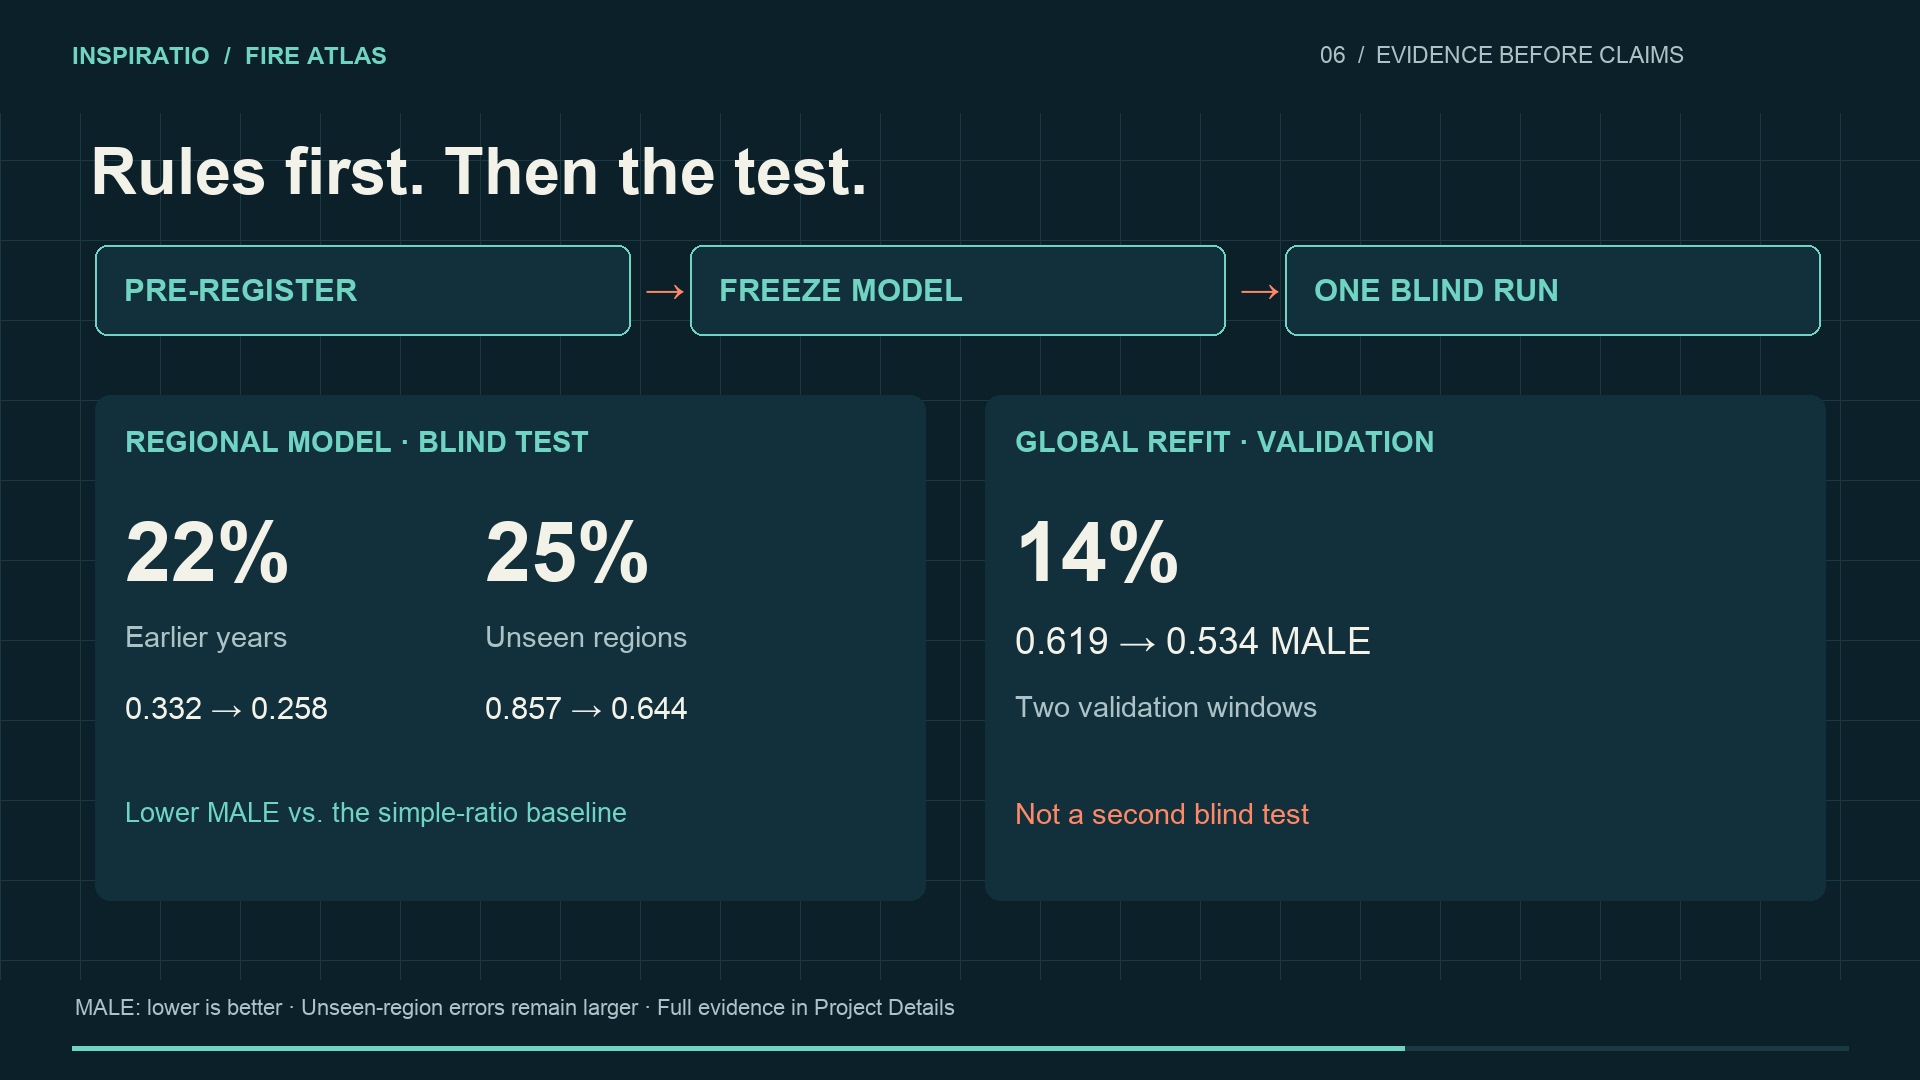 INSPIRATIO / FIRE ATLAS
06 / EVIDENCE BEFORE CLAIMS
Rules first. Then the test.
PRE-REGISTER → FREEZE MODEL → ONE BLIND RUN
REGIONAL MODEL · BLIND TEST
22% 25%
Earlier years Unseen regions
0.332 → 0.258 0.857 → 0.644
Lower MALE vs. the simple-ratio baseline
GLOBAL REFIT · VALIDATION
14%
0.619 → 0.534 MALE
Two validation windows
Not a second blind test
MALE: lower is better · Unseen-region errors remain larger · Full evidence in Project Details